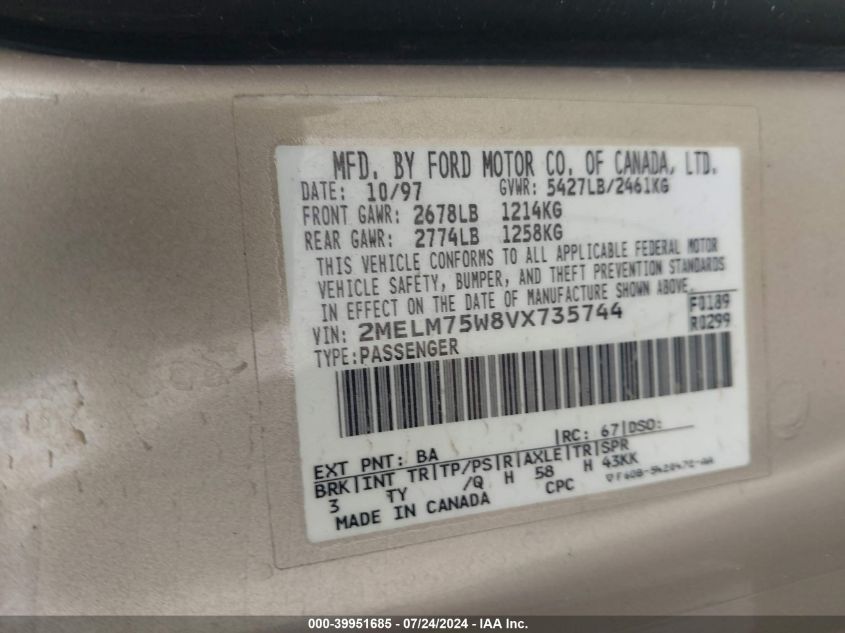 MFD. BY FORD MOTOR CO. OF CANADA, LTD.
DATE: 10/97 GVWR: 5427LB/2461KG
FRONT GAWR: 2678LB 1214KG
REAR GAWR: 2774LB 1258KG
THIS VEHICLE CONFORMS TO ALL APPLICABLE FEDERAL MOTOR
VEHICLE SAFETY, BUMPER, AND THEFT PREVENTION STANDARDS
IN EFFECT ON THE DATE OF MANUFACTURE SHOWN ABOVE.
VIN: 2MELM75W8VX735744 F0189
TYPE: PASSENGER R0299
EXT PNT: BA |RC: 67|DSO:
BRK|INT TR|TP/PS|R|AXLE|TR|SPR
3 TY /Q H 58 H 43KK
MADE IN CANADA CPC
000-39951685 / 07/24/2024 - IAA Inc.